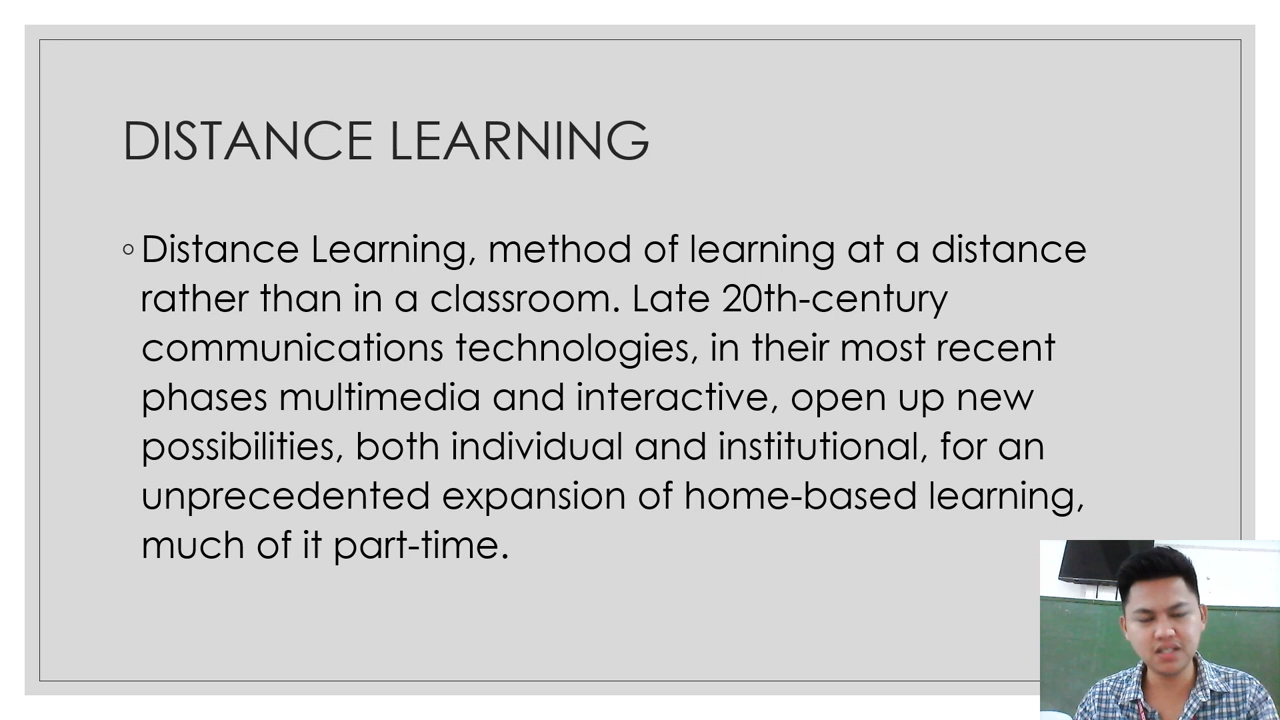 DISTANCE LEARNING
◦ Distance Learning, method of learning at a distance
rather than in a classroom. Late 20th-century
communications technologies, in their most recent
phases multimedia and interactive, open up new
possibilities, both individual and institutional, for an
unprecedented expansion of home-based learning,
much of it part-time.